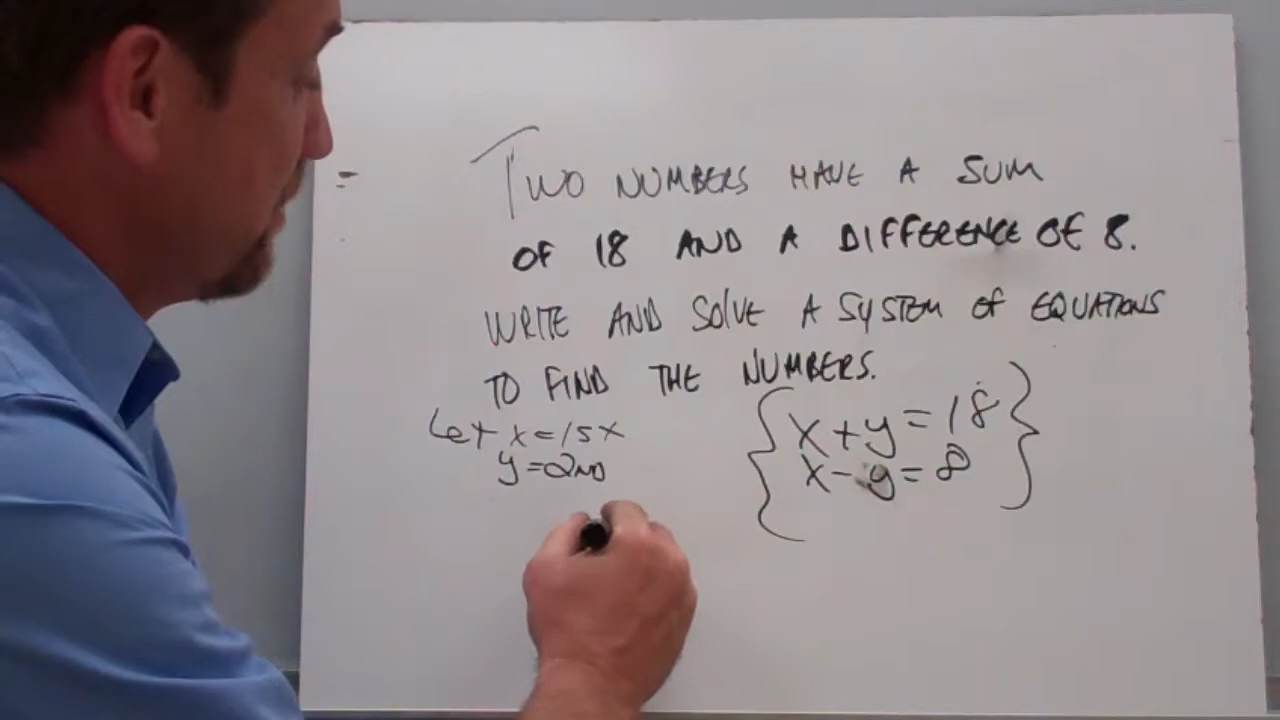 TWO NUMBERS HAVE A SUM
OF 18 AND A DIFFERENCE OF 8.
WRITE AND SOLVE A SYSTEM OF EQUATIONS
TO FIND THE NUMBERS.
Let x=1st
y=2ND
x+y=18
x-y=8